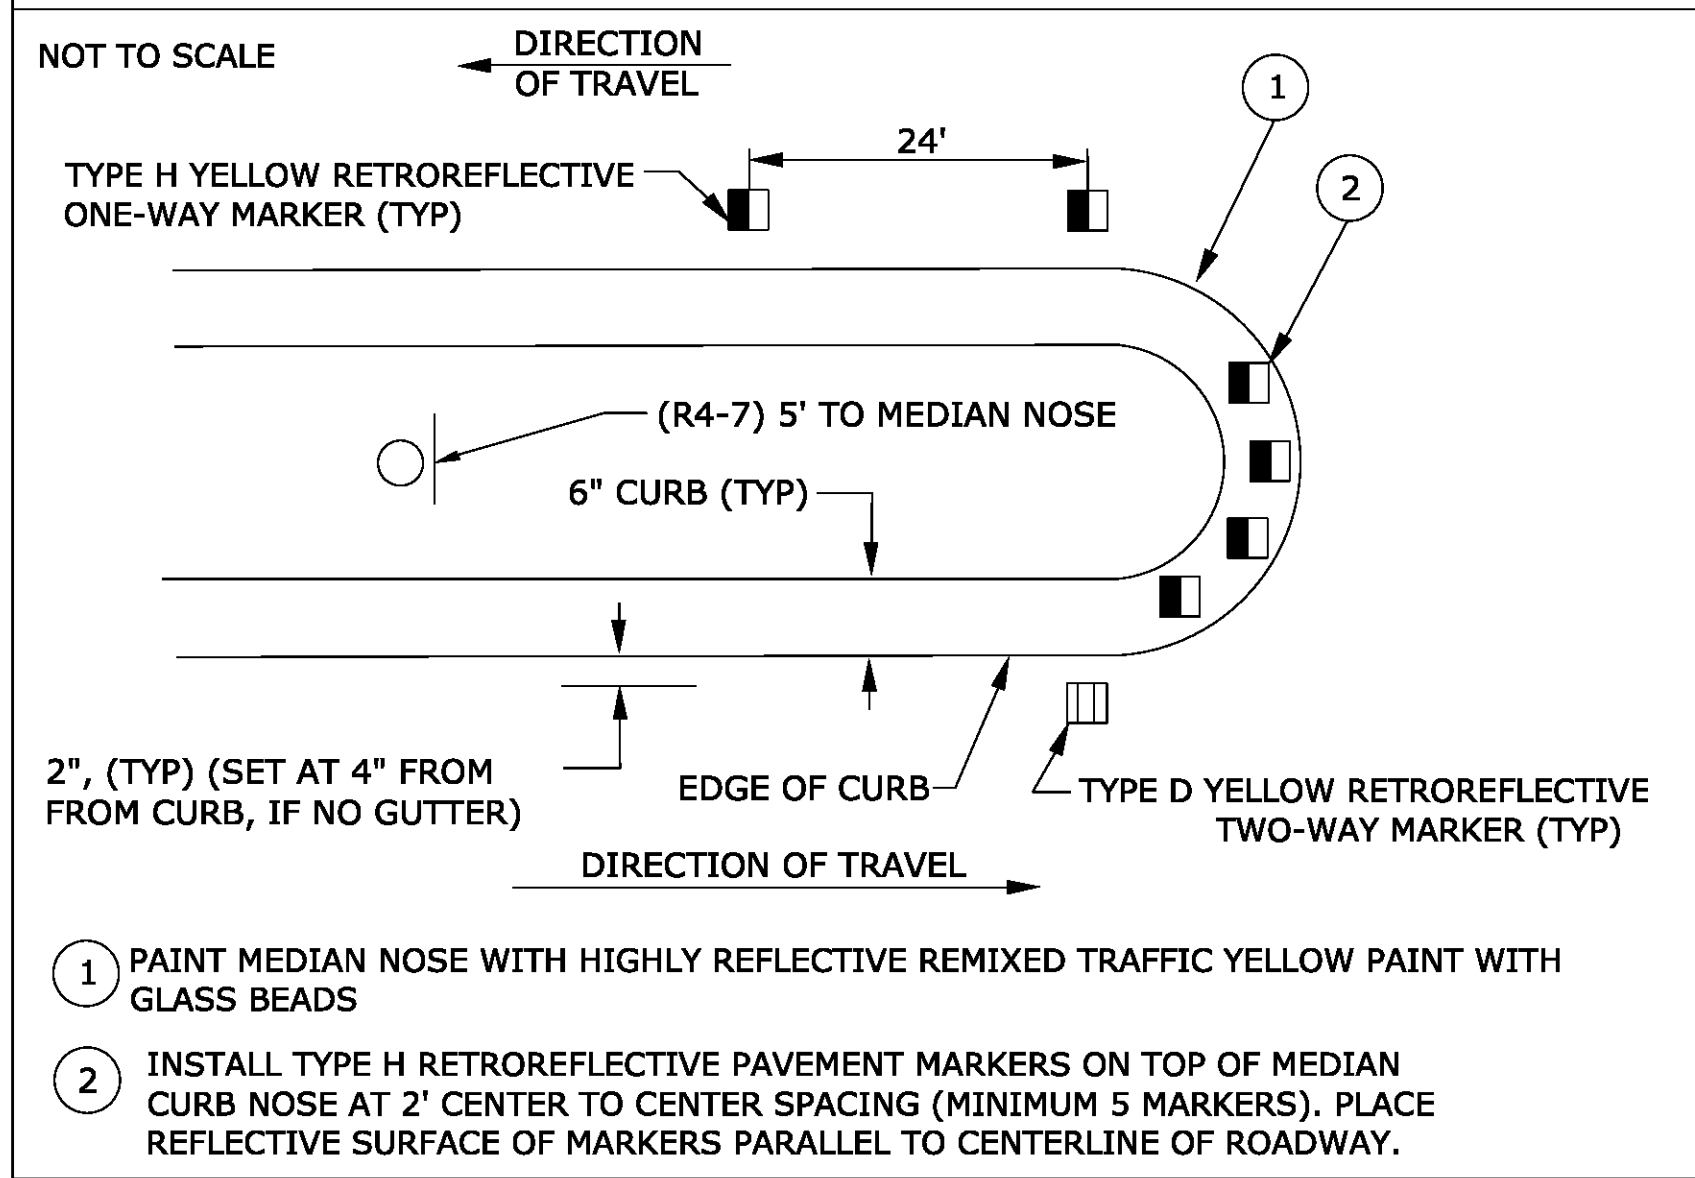 NOT TO SCALE
DIRECTION
OF TRAVEL
1
24'
TYPE H YELLOW RETROREFLECTIVE
ONE-WAY MARKER (TYP)
2
(R4-7) 5' TO MEDIAN NOSE
6" CURB (TYP)
2", (TYP) (SET AT 4" FROM
FROM CURB, IF NO GUTTER)
EDGE OF CURB
TYPE D YELLOW RETROREFLECTIVE
TWO-WAY MARKER (TYP)
DIRECTION OF TRAVEL
1 PAINT MEDIAN NOSE WITH HIGHLY REFLECTIVE REMIXED TRAFFIC YELLOW PAINT WITH
GLASS BEADS
2 INSTALL TYPE H RETROREFLECTIVE PAVEMENT MARKERS ON TOP OF MEDIAN
CURB NOSE AT 2' CENTER TO CENTER SPACING (MINIMUM 5 MARKERS). PLACE
REFLECTIVE SURFACE OF MARKERS PARALLEL TO CENTERLINE OF ROADWAY.